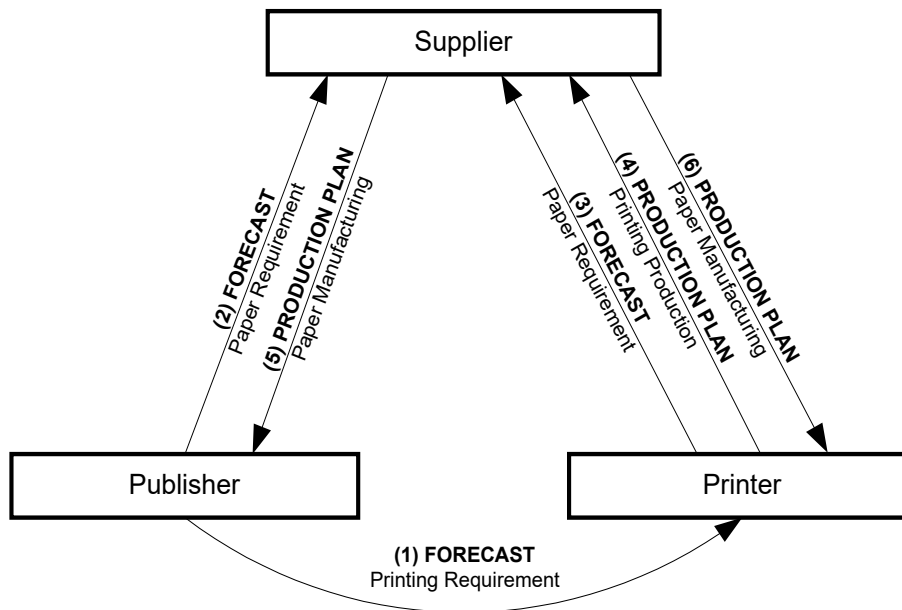 Supplier
(2) FORECAST
Paper Requirement
(5) PRODUCTION PLAN
Paper Manufacturing
(3) FORECAST
Paper Requirement
(4) PRODUCTION PLAN
Printing Production
(6) PRODUCTION PLAN
Paper Manufacturing
Publisher
Printer
(1) FORECAST
Printing Requirement